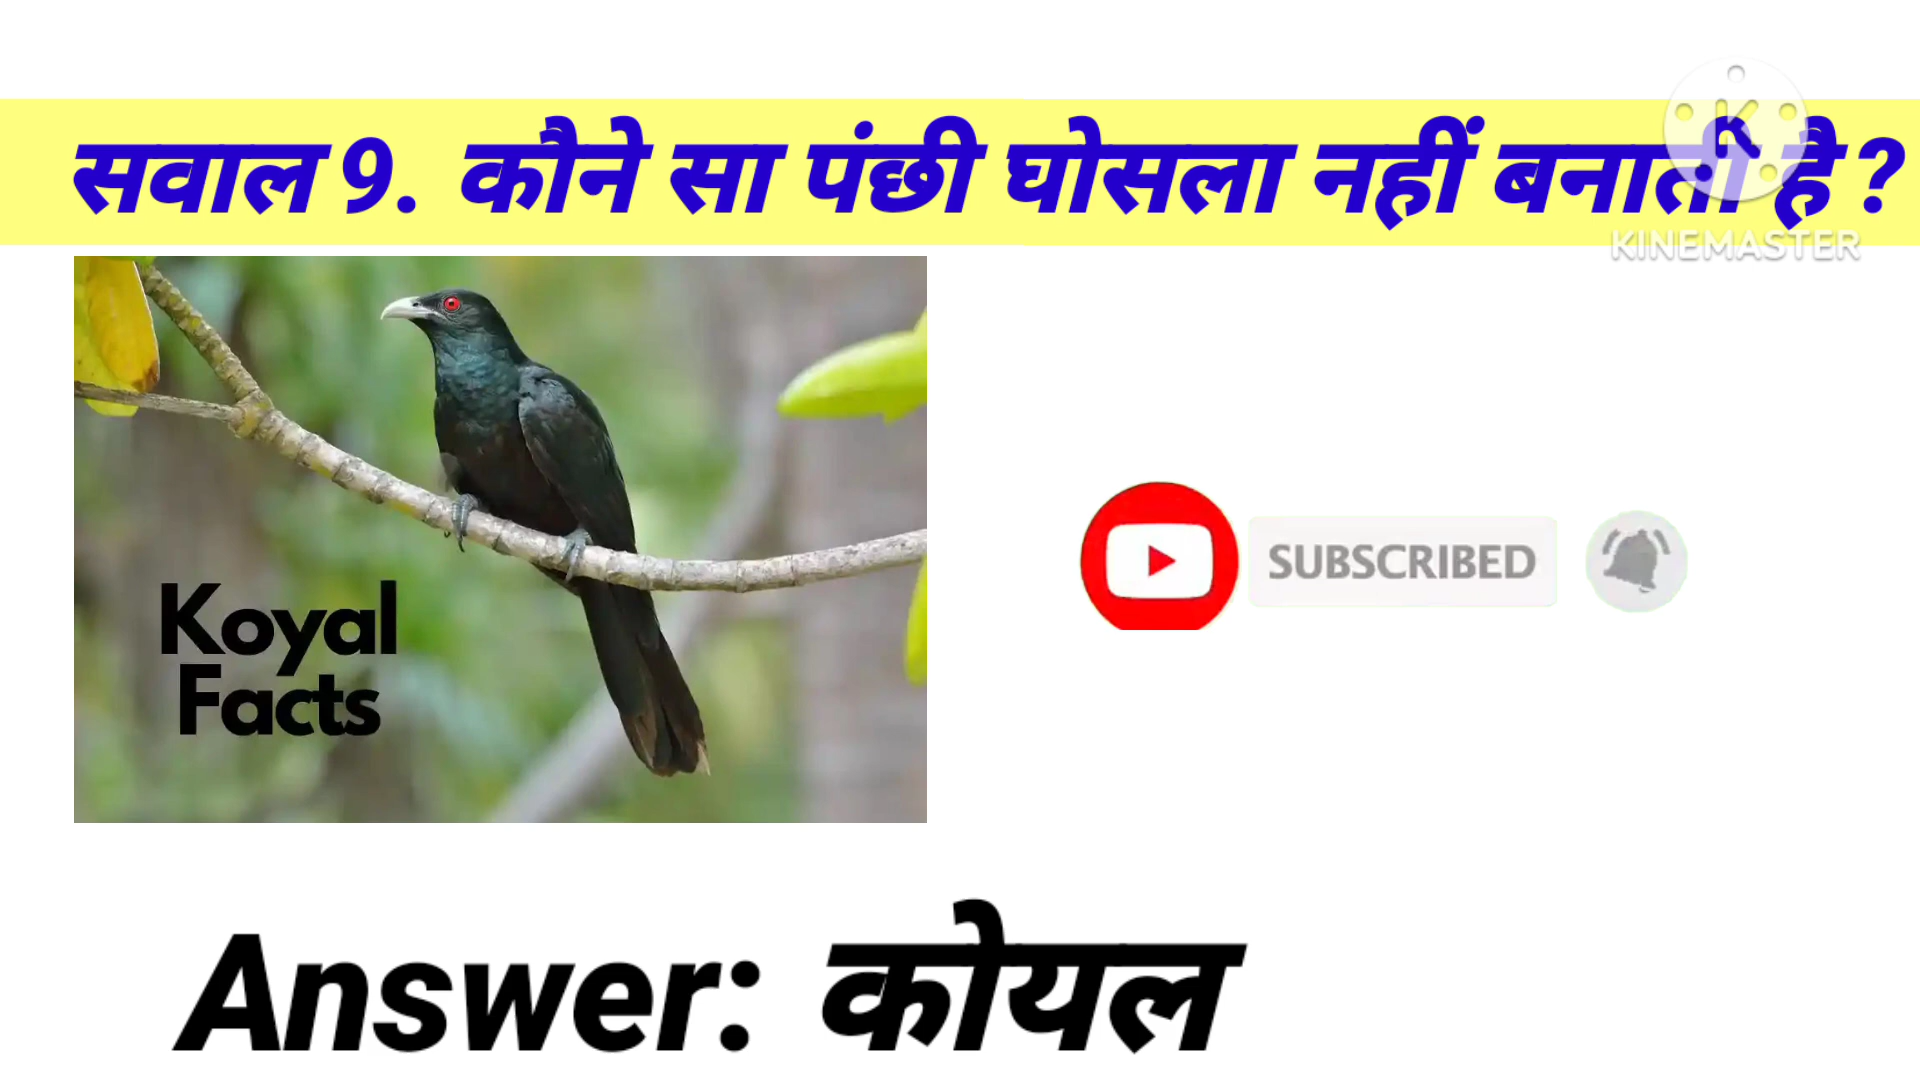 सवाल 9. कौने सा पंछी घोसला नहीं बनाती है ?
KINEMASTER
Koyal
Facts
SUBSCRIBED
Answer: कोयल